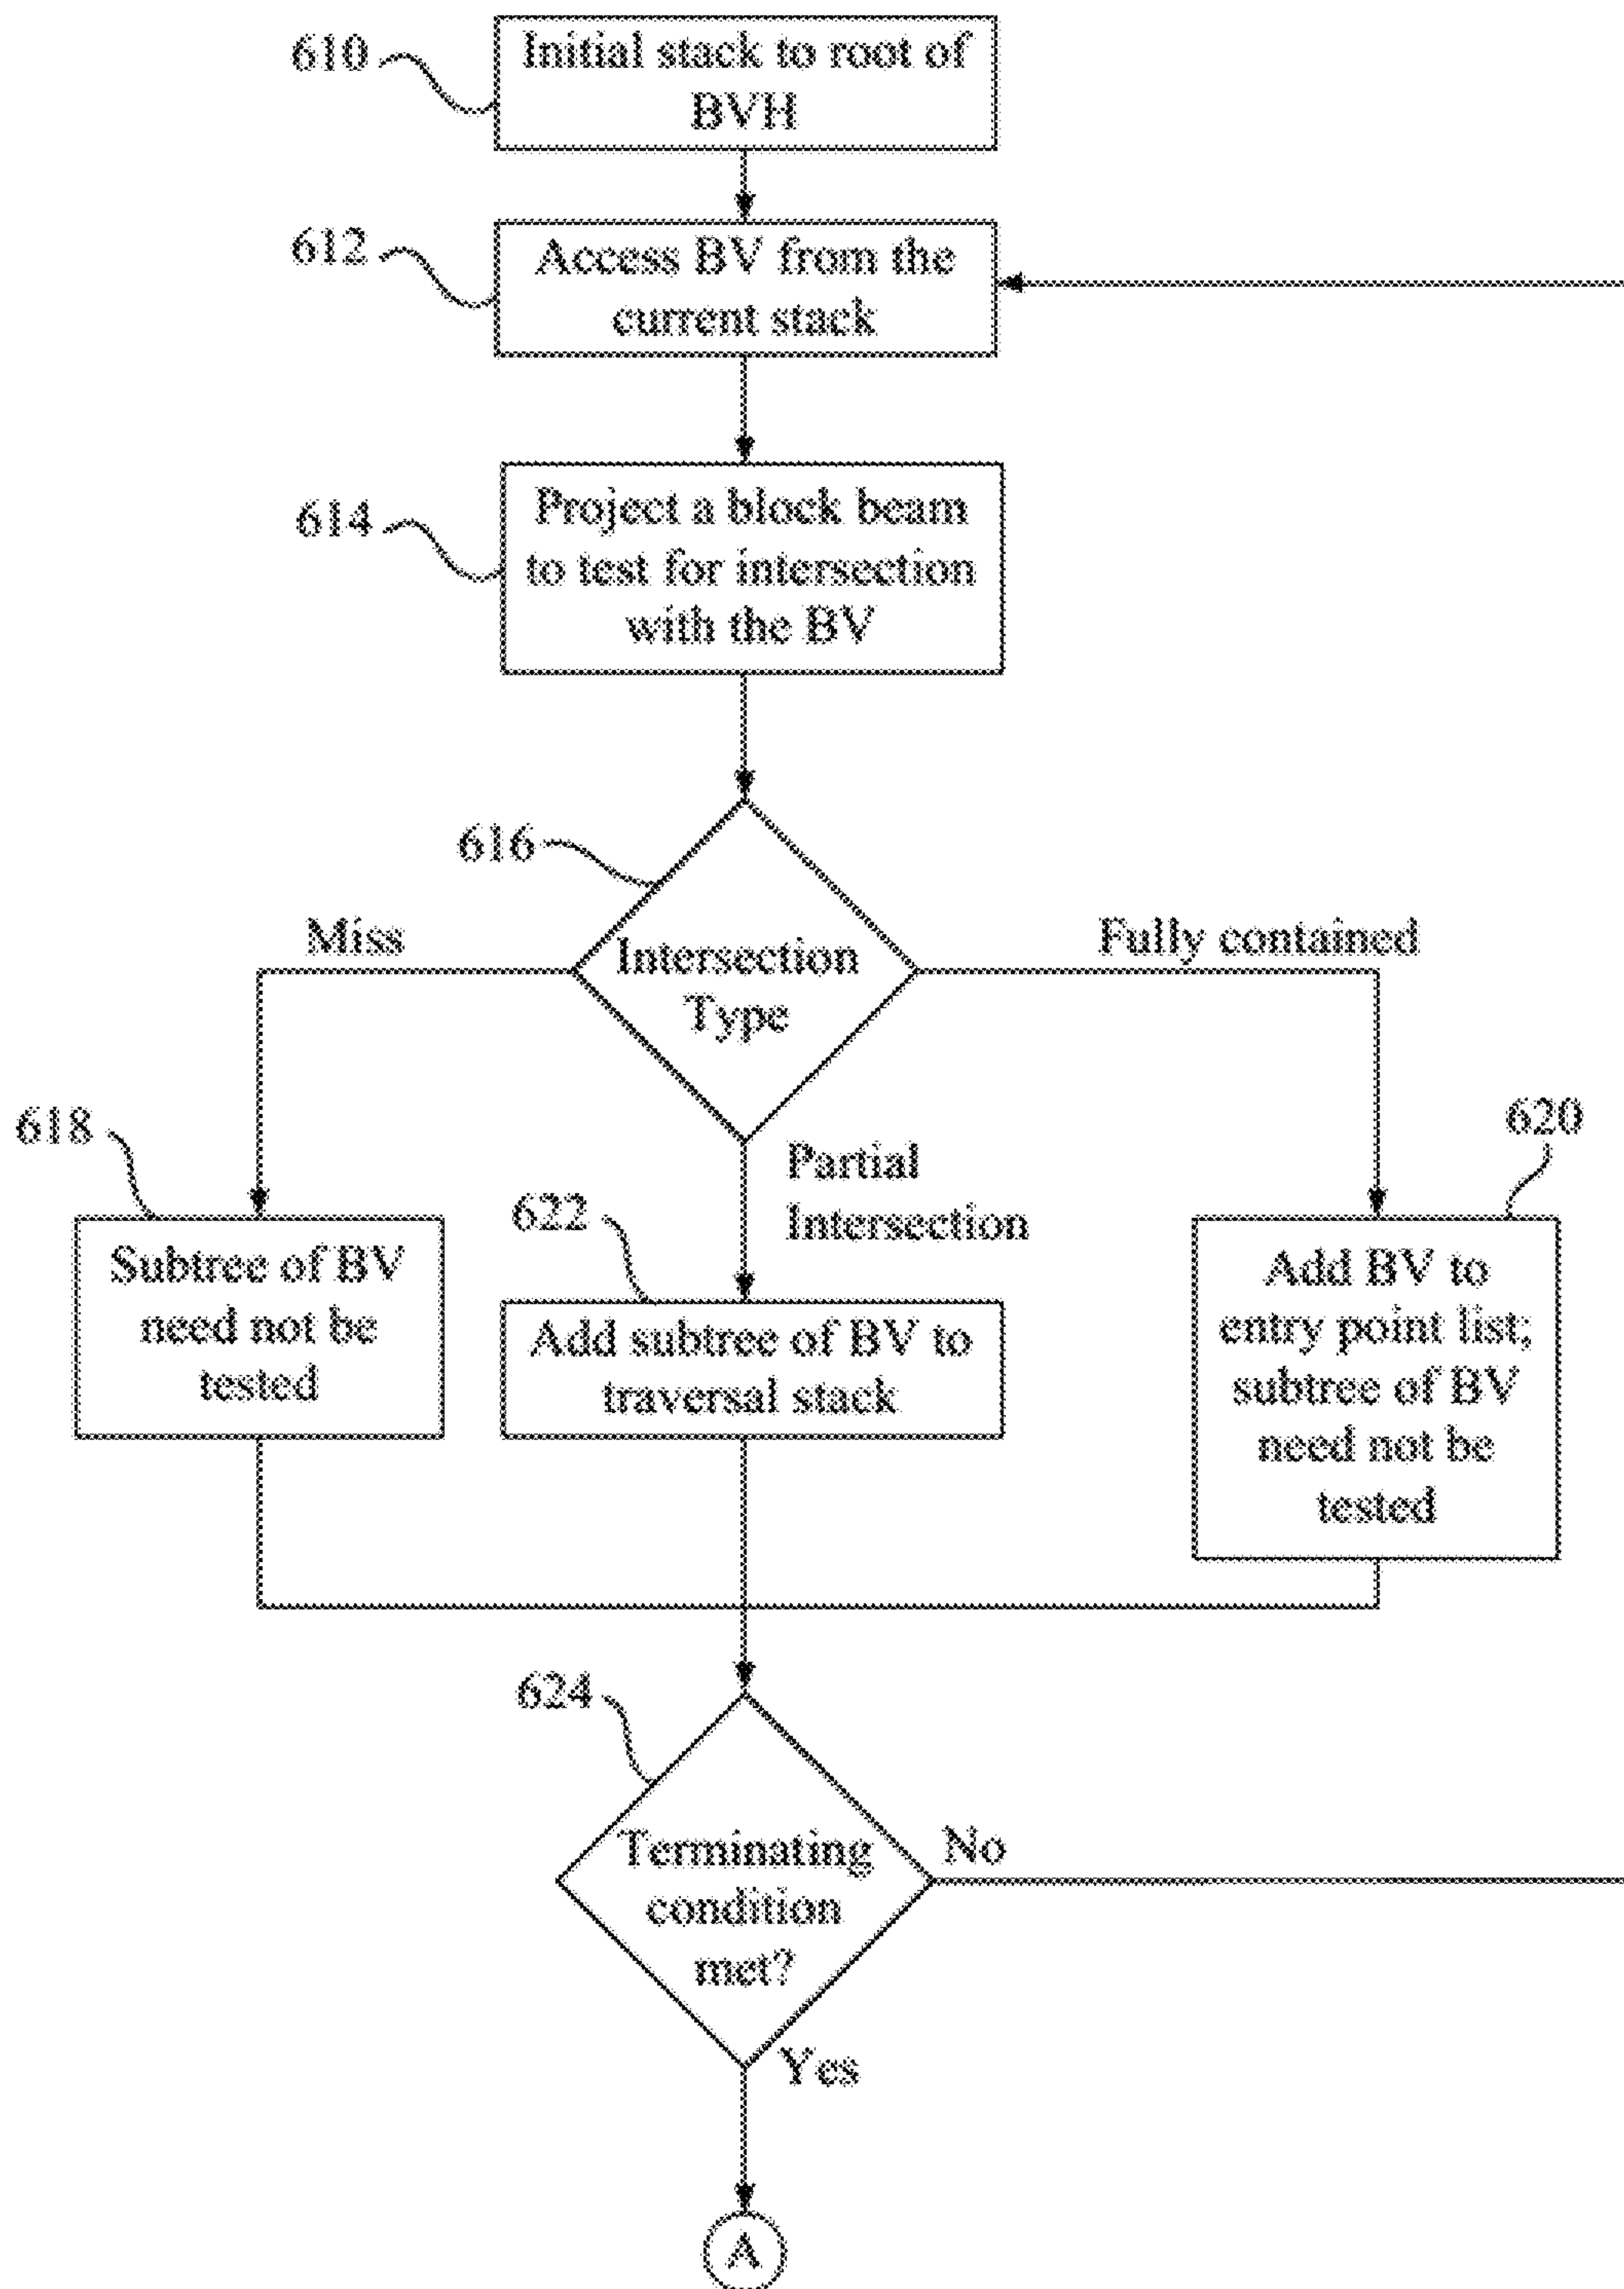 610
Initial stack to root of
BVH
612
Access BV from the
current stack
614
Project a block beam
to test for intersection
with the BV
616
Intersection
Type
Miss
Fully contained
Partial
Intersection
618
Subtree of BV
need not be
tested
622
Add subtree of BV to
traversal stack
620
Add BV to
entry point list;
subtree of BV
need not be
tested
624
Terminating
condition
met?
No
Yes
A